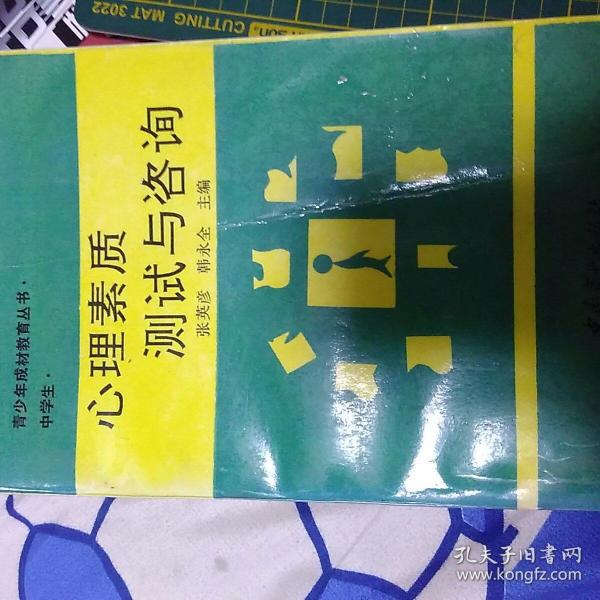 青少年成材教育丛书·
中学生·
心理素质
测试与咨询
张英彦 韩永全 主编
CUTTING MAT 3022
孔夫子旧书网
www.kongfz.com